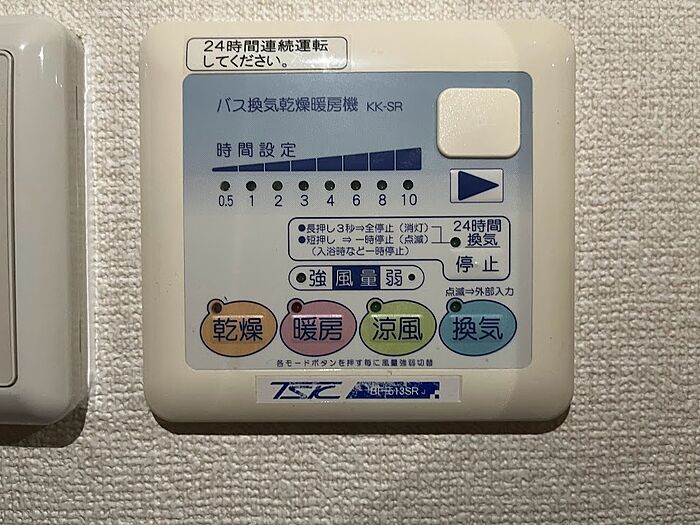 24時間連続運転
してください。
バス換気乾燥暖房機 KK-SR
時間設定
0.5 1 2 3 4 6 8 10
●長押し3秒⇒全停止（消灯）
●短押し ⇒一時停止（点滅）
（入浴時など一時停止）
24時間
換気
停止
強 風量 弱
点滅⇒外部入力
乾燥 暖房 涼風 換気
各モードボタンを押す毎に風量強弱切替
TSK